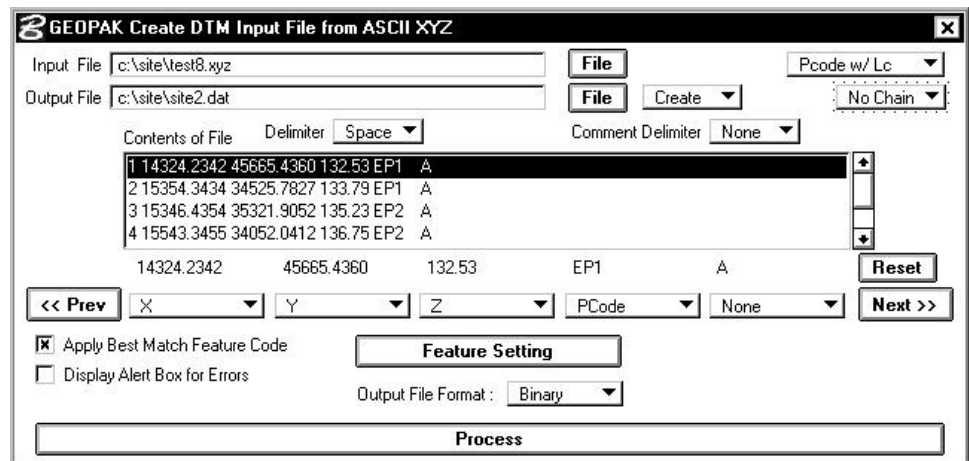 GEOPAK Create DTM Input File from ASCII XYZ
Input File c:\site\test8.xyz File Pcode w/ Lc
Output File c:\site\site2.dat File Create No Chain
Contents of File Delimiter Space Comment Delimiter None
1 14324.2342 45665.4360 132.53 EP1 A
2 15354.3434 34525.7827 133.79 EP1 A
3 15346.4354 35321.9052 135.23 EP2 A
4 15543.3455 34052.0412 136.75 EP2 A
14324.2342 45665.4360 132.53 EP1 A Reset
<< Prev X Y Z PCode None Next >>
Apply Best Match Feature Code Feature Setting
Display Alert Box for Errors
Output File Format : Binary
Process